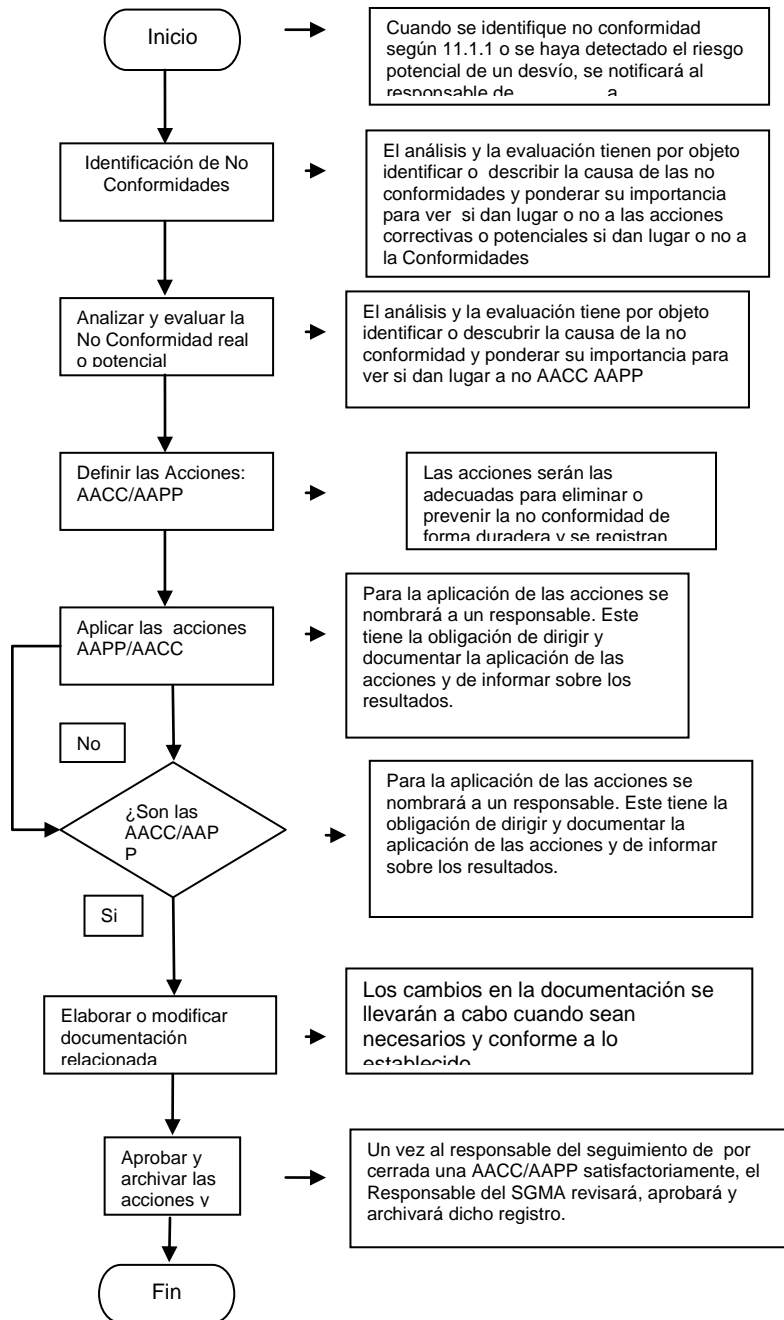 Inicio
Cuando se identifique no conformidad
según 11.1.1 o se haya detectado el riesgo
potencial de un desvío, se notificará al
responsable de a
Identificación de No
Conformidades
El análisis y la evaluación tienen por objeto
identificar o describir la causa de las no
conformidades y ponderar su importancia
para ver si dan lugar o no a las acciones
correctivas o potenciales si dan lugar o no a
la Conformidades
Analizar y evaluar la
No Conformidad real
o potencial
El análisis y la evaluación tiene por objeto
identificar o descubrir la causa de la no
conformidad y ponderar su importancia para
ver si dan lugar a no AACC AAPP
Definir las Acciones:
AACC/AAPP
Las acciones serán las
adecuadas para eliminar o
prevenir la no conformidad de
forma duradera y se registran
Aplicar las acciones
AAPP/AACC
Para la aplicación de las acciones se
nombrará a un responsable. Este
tiene la obligación de dirigir y
documentar la aplicación de las
acciones y de informar sobre los
resultados.
No
¿Son las
AACC/AAP
P
Para la aplicación de las acciones se
nombrará a un responsable. Este tiene la
obligación de dirigir y documentar la
aplicación de las acciones y de informar
sobre los resultados.
Si
Elaborar o modificar
documentación
relacionada
Los cambios en la documentación se
llevarán a cabo cuando sean
necesarios y conforme a lo
establecido
Aprobar y
archivar las
acciones y
Un vez al responsable del seguimiento de por
cerrada una AACC/AAPP satisfactoriamente, el
Responsable del SGMA revisará, aprobará y
archivará dicho registro.
Fin